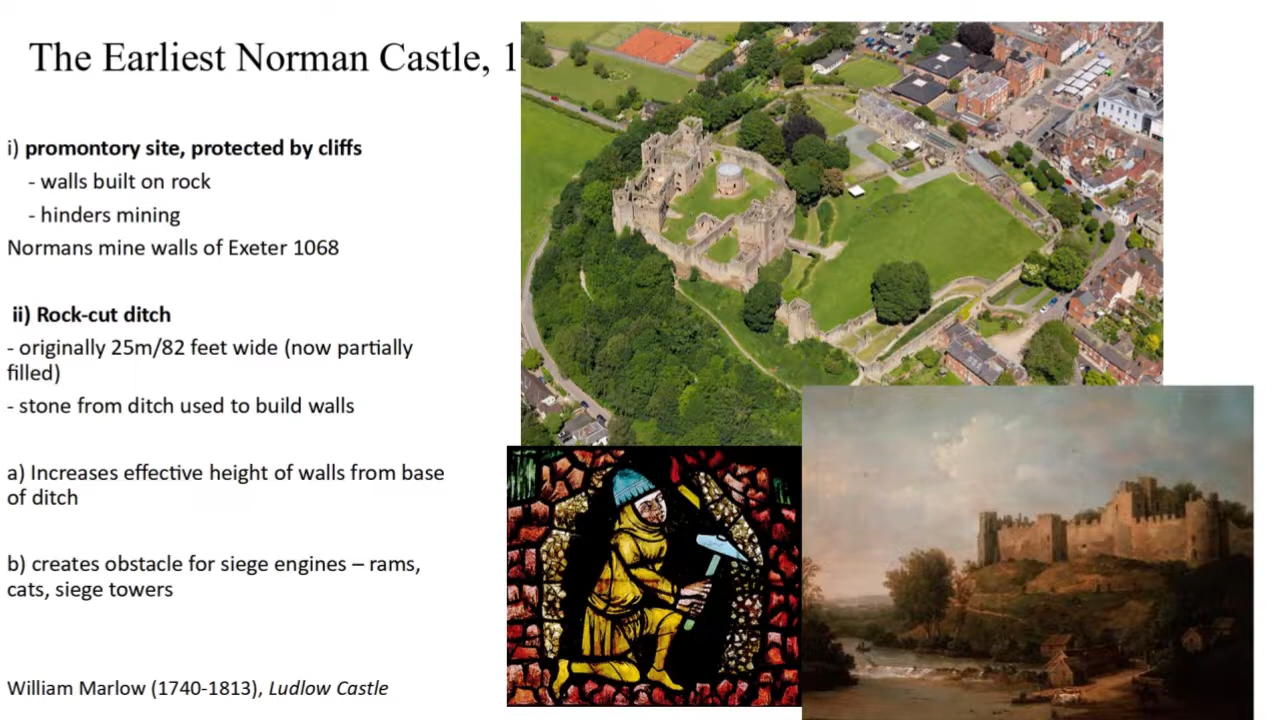 The Earliest Norman Castle, 1
i) promontory site, protected by cliffs
- walls built on rock
- hinders mining
Normans mine walls of Exeter 1068
ii) Rock-cut ditch
- originally 25m/82 feet wide (now partially
filled)
- stone from ditch used to build walls
a) Increases effective height of walls from base
of ditch
b) creates obstacle for siege engines – rams,
cats, siege towers
William Marlow (1740-1813), Ludlow Castle